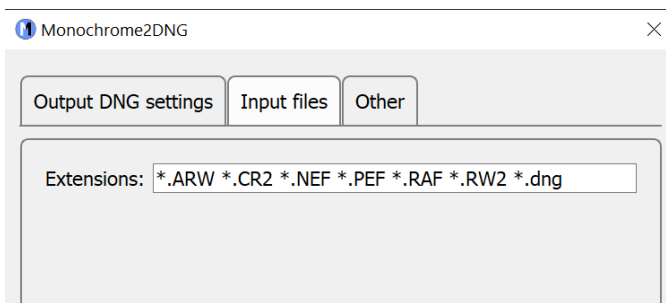 Monochrome2DNG
Output DNG settings Input files Other
Extensions: *.ARW *.CR2 *.NEF *.PEF *.RAF *.RW2 *.dng